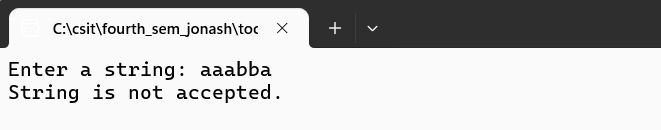 C:\csit\fourth_sem_jonash\toc
Enter a string: aaabba
String is not accepted.